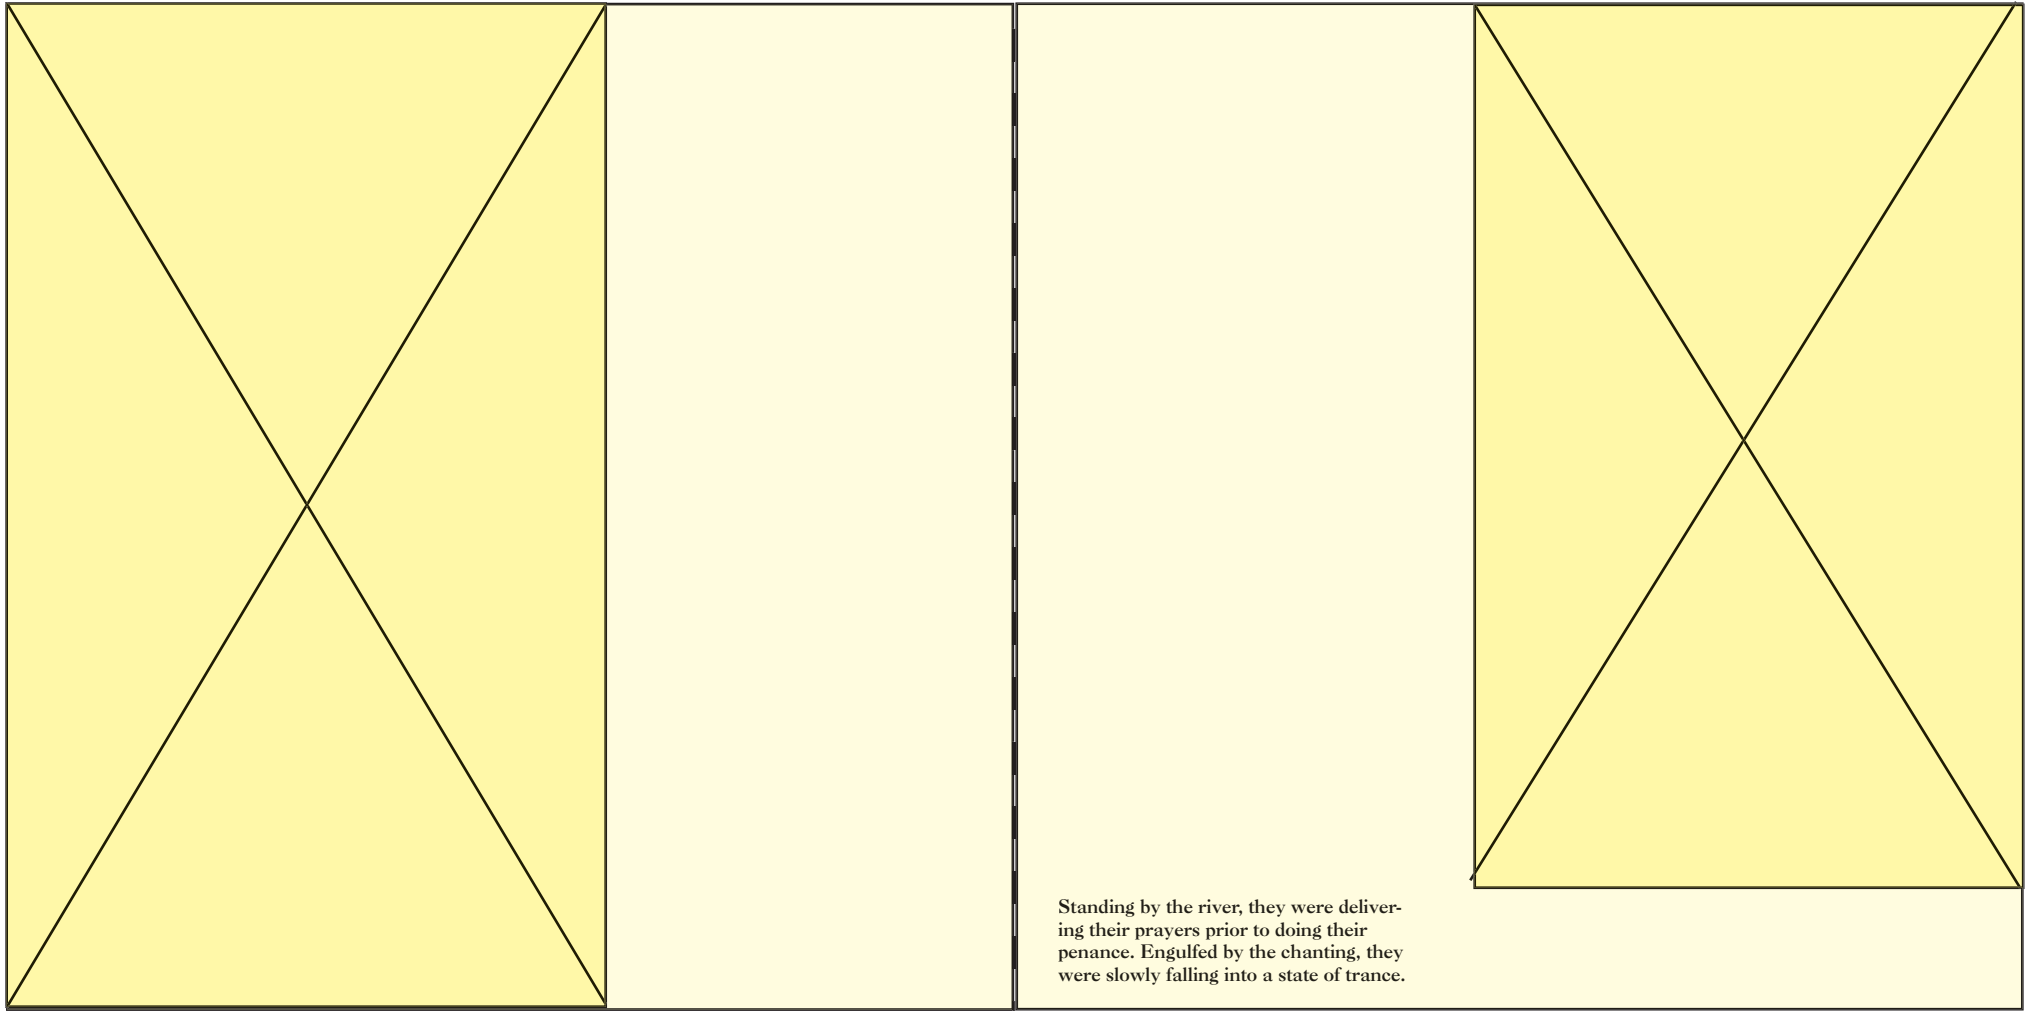 Standing by the river, they were deliver-
ing their prayers prior to doing their
penance. Engulfed by the chanting, they
were slowly falling into a state of trance.